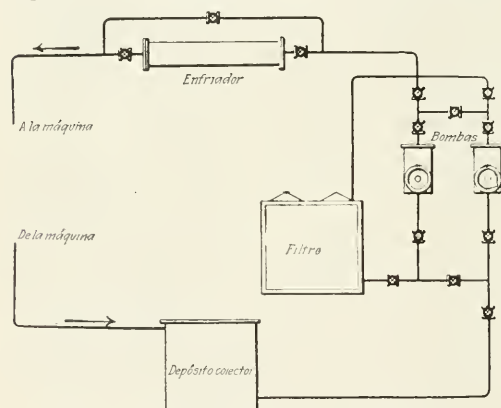 Enfriador
A la máquina
Bombas
De la máquina
Filtro
Depósito colector